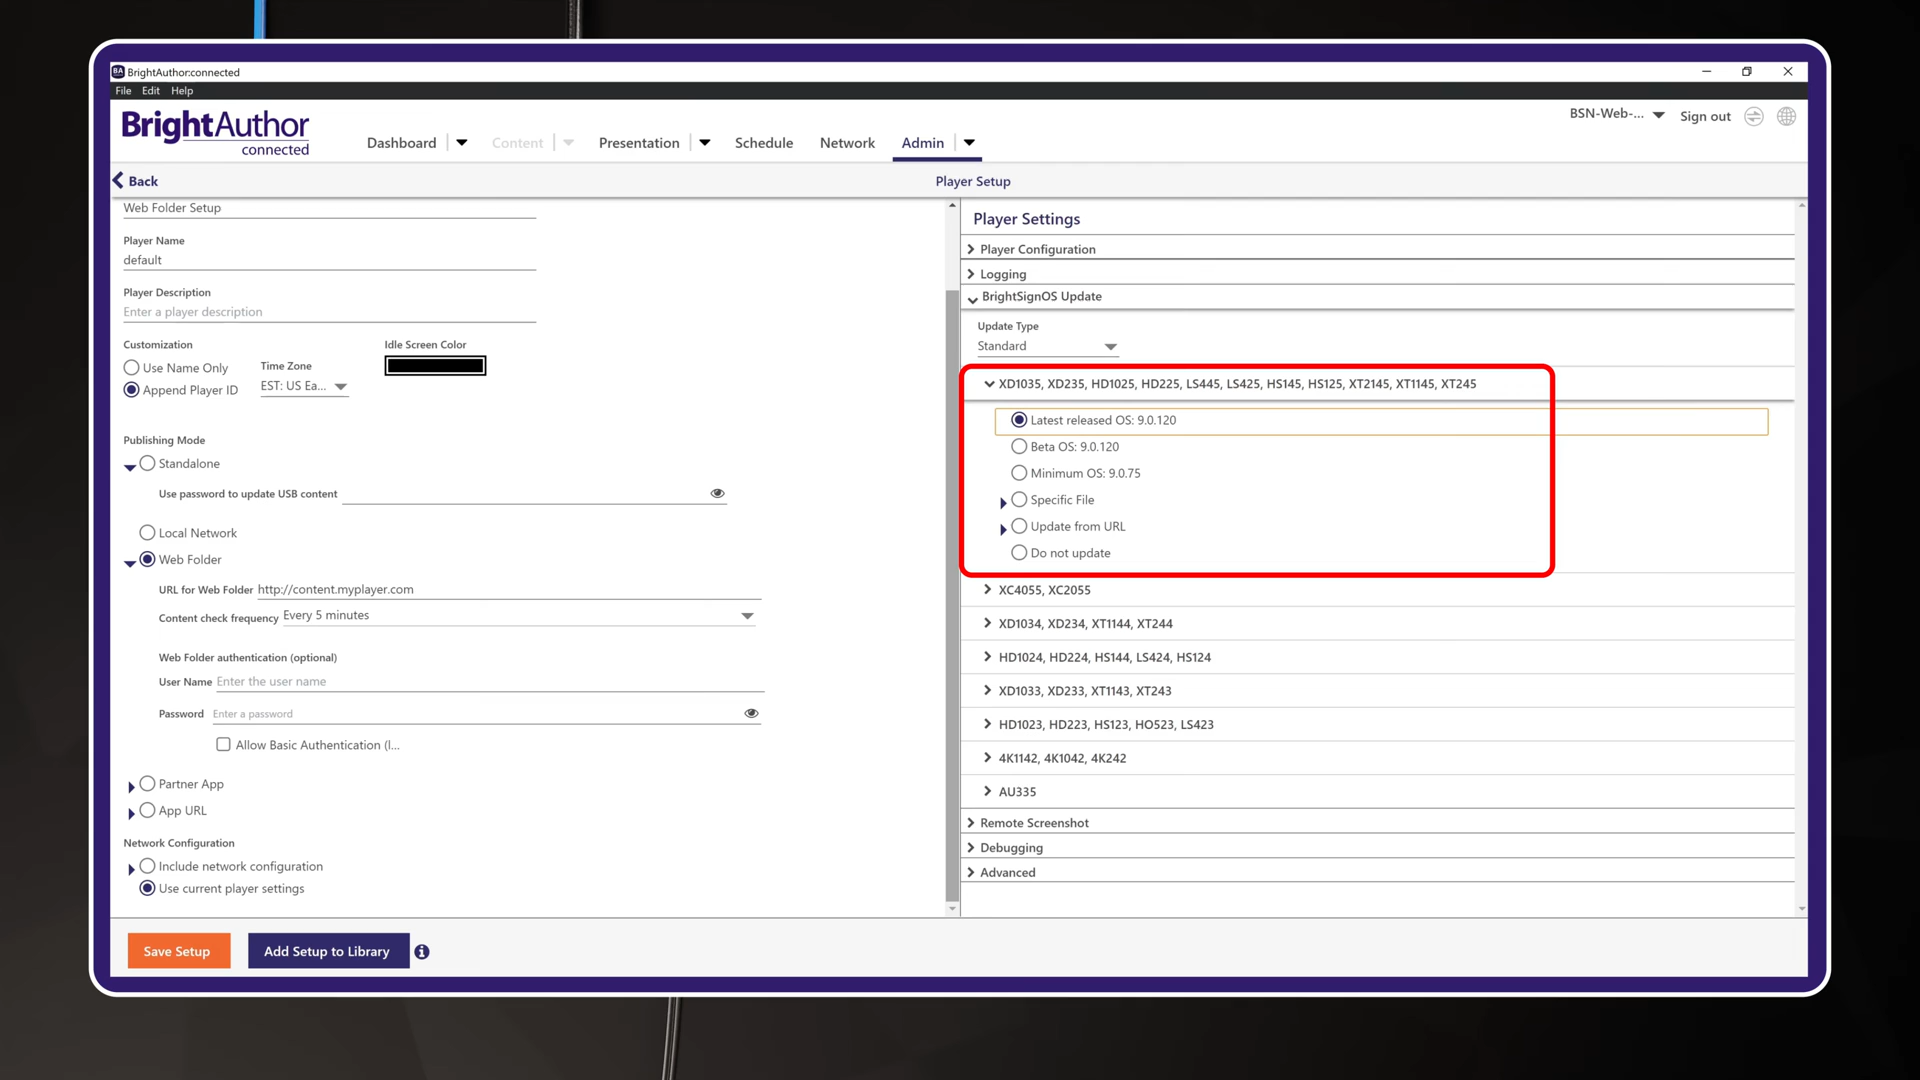 BA BrightAuthor:connected
File Edit Help
BrightAuthor
connected
Dashboard
Content
Presentation
Schedule
Network
Admin
BSN-Web-...
Sign out
Back
Player Setup
Web Folder Setup
Player Name
default
Player Description
Enter a player description
Customization
Use Name Only
Append Player ID
Time Zone
EST: US Ea...
Idle Screen Color
Publishing Mode
Standalone
Use password to update USB content
Local Network
Web Folder
URL for Web Folder http://content.myplayer.com
Content check frequency Every 5 minutes
Web Folder authentication (optional)
User Name Enter the user name
Password Enter a password
Allow Basic Authentication (I...
Partner App
App URL
Network Configuration
Include network configuration
Use current player settings
Save Setup
Add Setup to Library
i
Player Settings
Player Configuration
Logging
BrightSignOS Update
Update Type
Standard
XD1035, XD235, HD1025, HD225, LS445, LS425, HS145, HS125, XT2145, XT1145, XT245
Latest released OS: 9.0.120
Beta OS: 9.0.120
Minimum OS: 9.0.75
Specific File
Update from URL
Do not update
XC4055, XC2055
XD1034, XD234, XT1144, XT244
HD1024, HD224, HS144, LS424, HS124
XD1033, XD233, XT1143, XT243
HD1023, HD223, HS123, HO523, LS423
4K1142, 4K1042, 4K242
AU335
Remote Screenshot
Debugging
Advanced